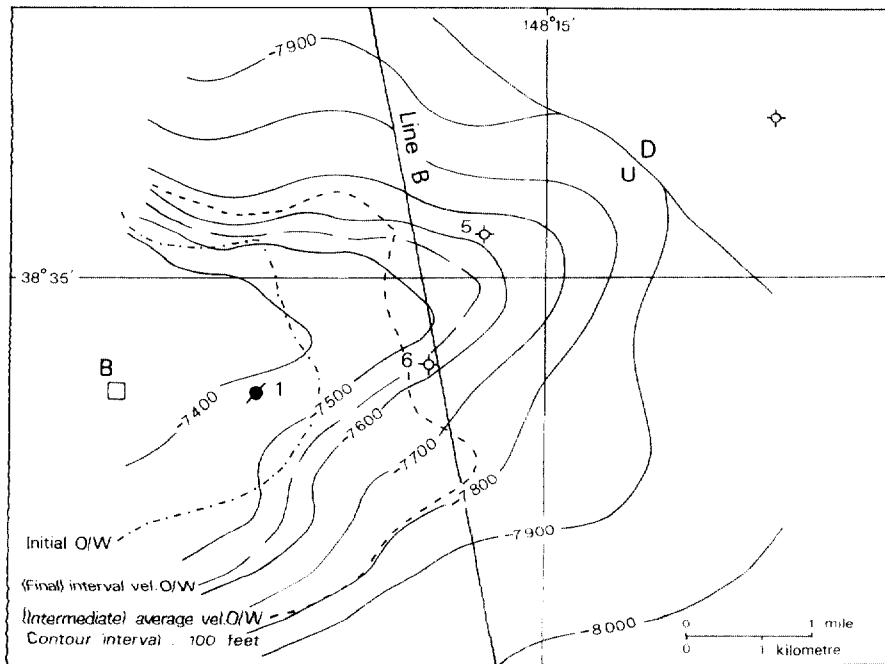 148°15'
-7900
Line B
D
U
5
38°35'
6
B
1
-7400
-7500
-7600
-7700
-7800
-7900
-8000
Initial O/W
(Final) interval vel. O/W
(Intermediate) average vel. O/W
Contour interval . 100 feet
0 1 mile
0 1 kilometre